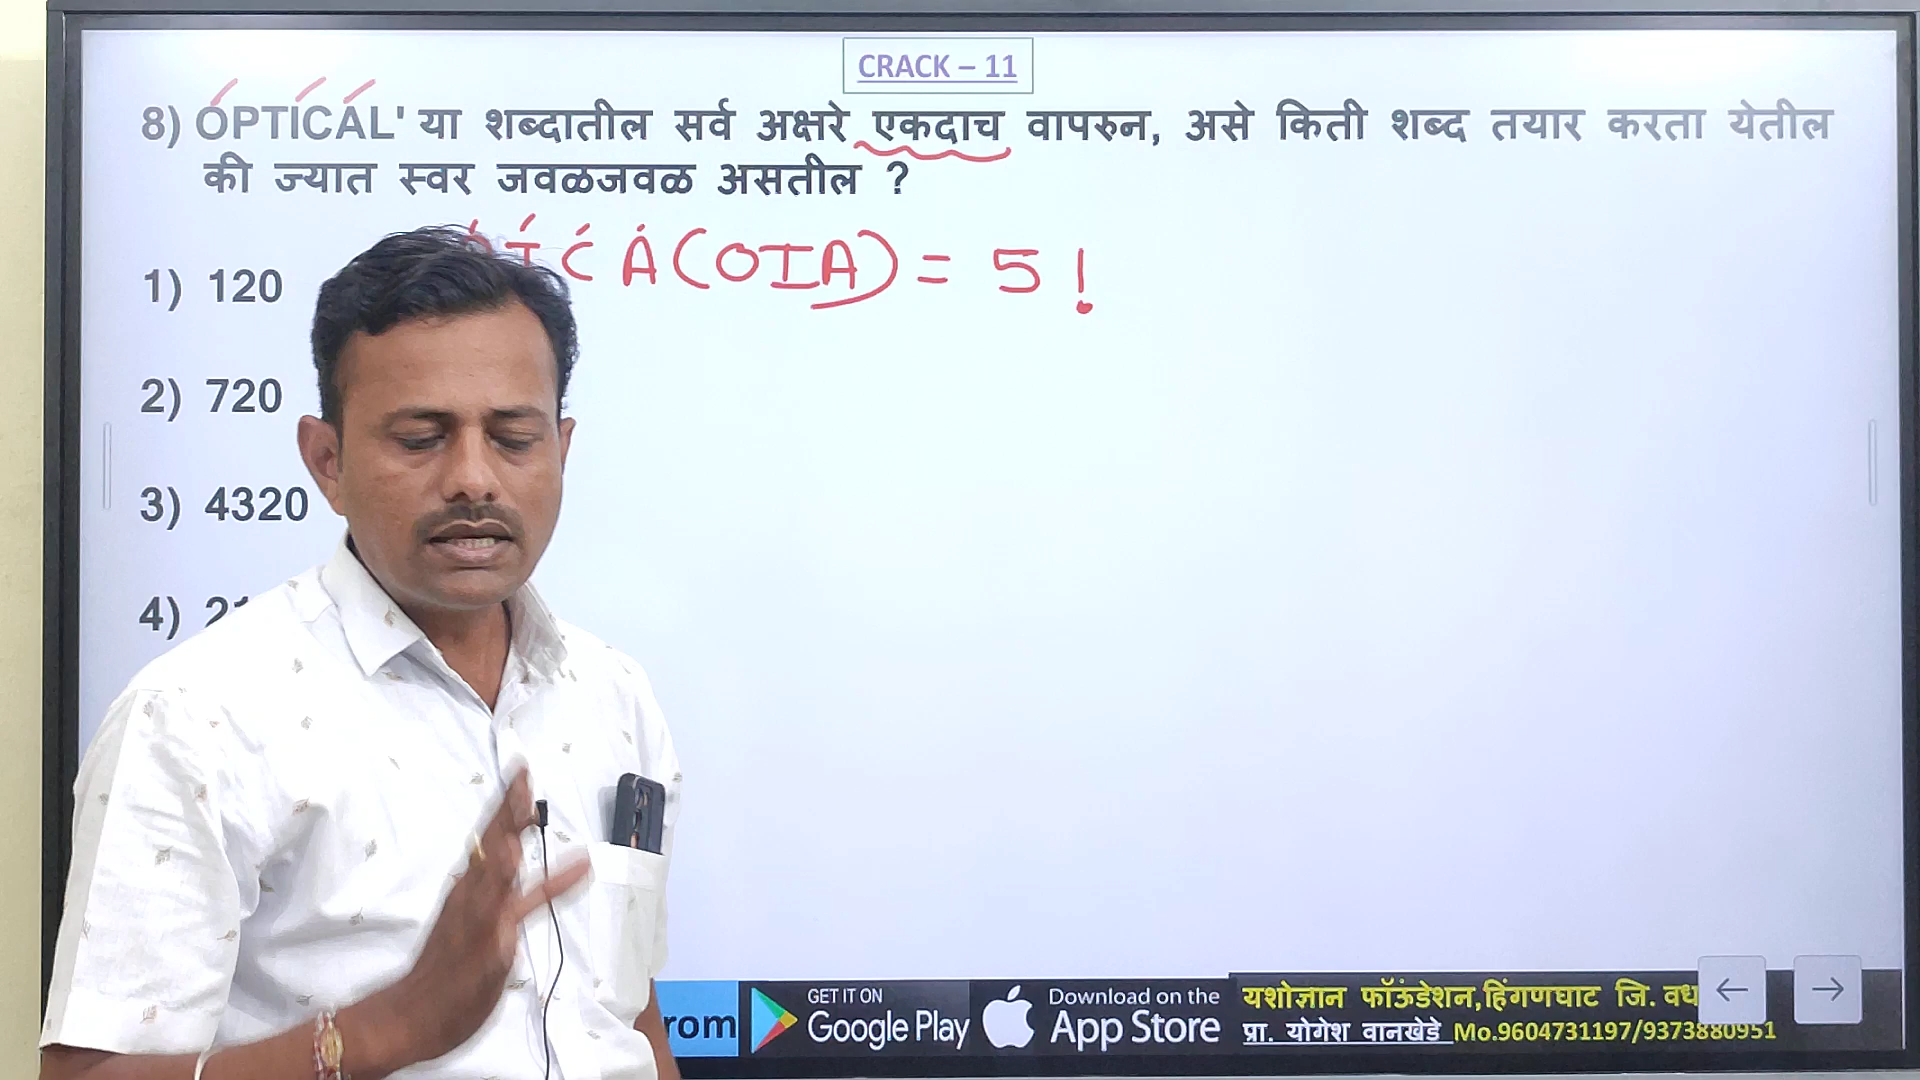 CRACK – 11
8) OPTICAL' या शब्दातील सर्व अक्षरे एकदाच वापरुन, असे किती शब्द तयार करता येतील
की ज्यात स्वर जवळजवळ असतील ?
C A (OIA) = 5!
1) 120
2) 720
3) 4320
4)
GET IT ON
Google Play
Download on the
App Store
यशोज्ञान फॉऊंडेशन,हिंगणघाट जि.
प्रा. योगेश वानखेडे Mo.9604731197/9373880951